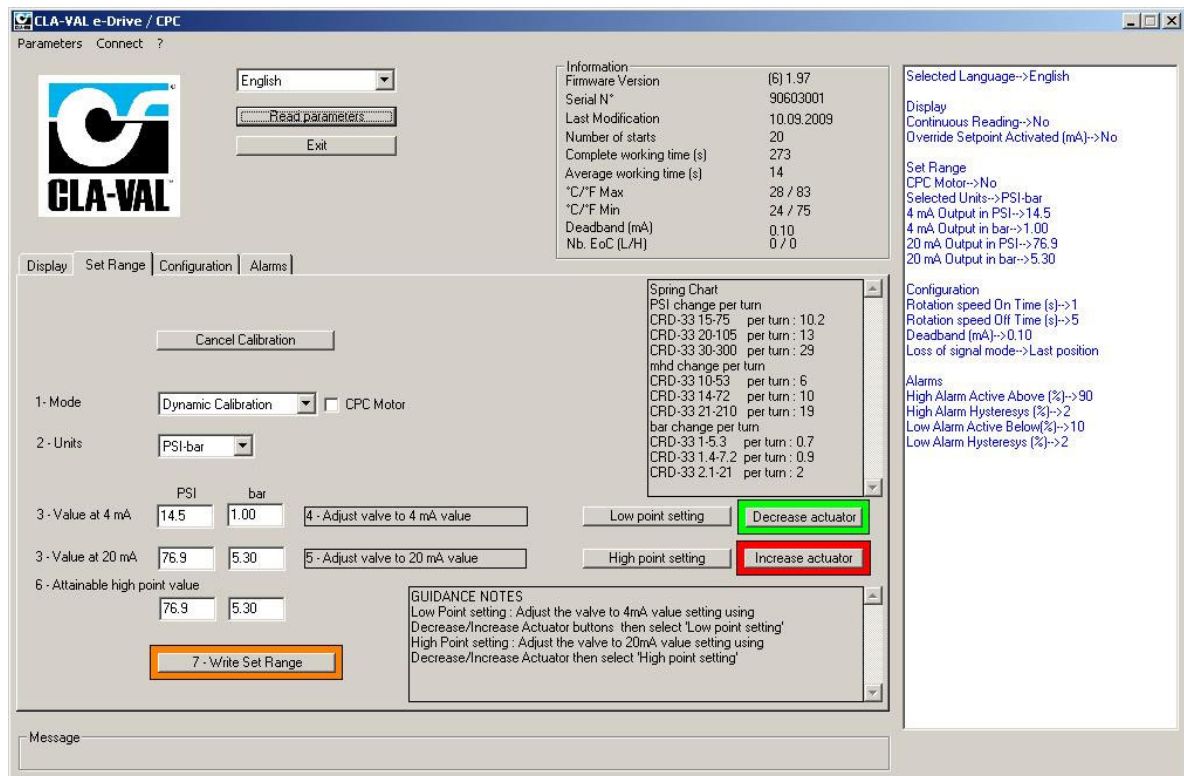 CLA-VAL e-Drive / CPC
Parameters Connect ?
CLA-VAL
English
Read parameters
Exit
Information
Firmware Version (6) 1.97
Serial N° 90603001
Last Modification 10.09.2009
Number of starts 20
Complete working time (s) 273
Average working time (s) 14
°C/°F Max 28 / 83
°C/°F Min 24 / 75
Deadband (mA) 0.10
Nb. EoC (L/H) 0 / 0
Display Set Range Configuration Alarms
Cancel Calibration
1- Mode Dynamic Calibration CPC Motor
2 - Units PSI-bar
Spring Chart
PSI change per turn
CRD-33 15-75 per turn : 10.2
CRD-33 20-105 per turn : 13
CRD-33 30-300 per turn : 29
mhd change per turn
CRD-33 10-53 per turn : 6
CRD-33 14-72 per turn : 10
CRD-33 21-210 per turn : 19
bar change per turn
CRD-33 1-5.3 per turn : 0.7
CRD-33 1.4-7.2 per turn : 0.9
CRD-33 2.1-21 per turn : 2
PSI bar
3 - Value at 4 mA 14.5 1.00 4 - Adjust valve to 4 mA value Low point setting Decrease actuator
3 - Value at 20 mA 76.9 5.30 5 - Adjust valve to 20 mA value High point setting Increase actuator
6 - Attainable high point value
76.9 5.30
7 - Write Set Range
GUIDANCE NOTES
Low Point setting : Adjust the valve to 4mA value setting using
Decrease/Increase Actuator buttons then select 'Low point setting'
High Point setting : Adjust the valve to 20mA value setting using
Decrease/Increase Actuator then select 'High point setting'
Message
Selected Language-->English
Display
Continuous Reading-->No
Override Setpoint Activated (mA)-->No
Set Range
CPC Motor-->No
Selected Units-->PSI-bar
4 mA Output in PSI-->14.5
4 mA Output in bar-->1.00
20 mA Output in PSI-->76.9
20 mA Output in bar-->5.30
Configuration
Rotation speed On Time (s)-->1
Rotation speed Off Time (s)-->5
Deadband (mA)-->0.10
Loss of signal mode-->Last position
Alarms
High Alarm Active Above (%)-->90
High Alarm Hysteresys (%)-->2
Low Alarm Active Below(%)-->10
Low Alarm Hysteresys (%)-->2